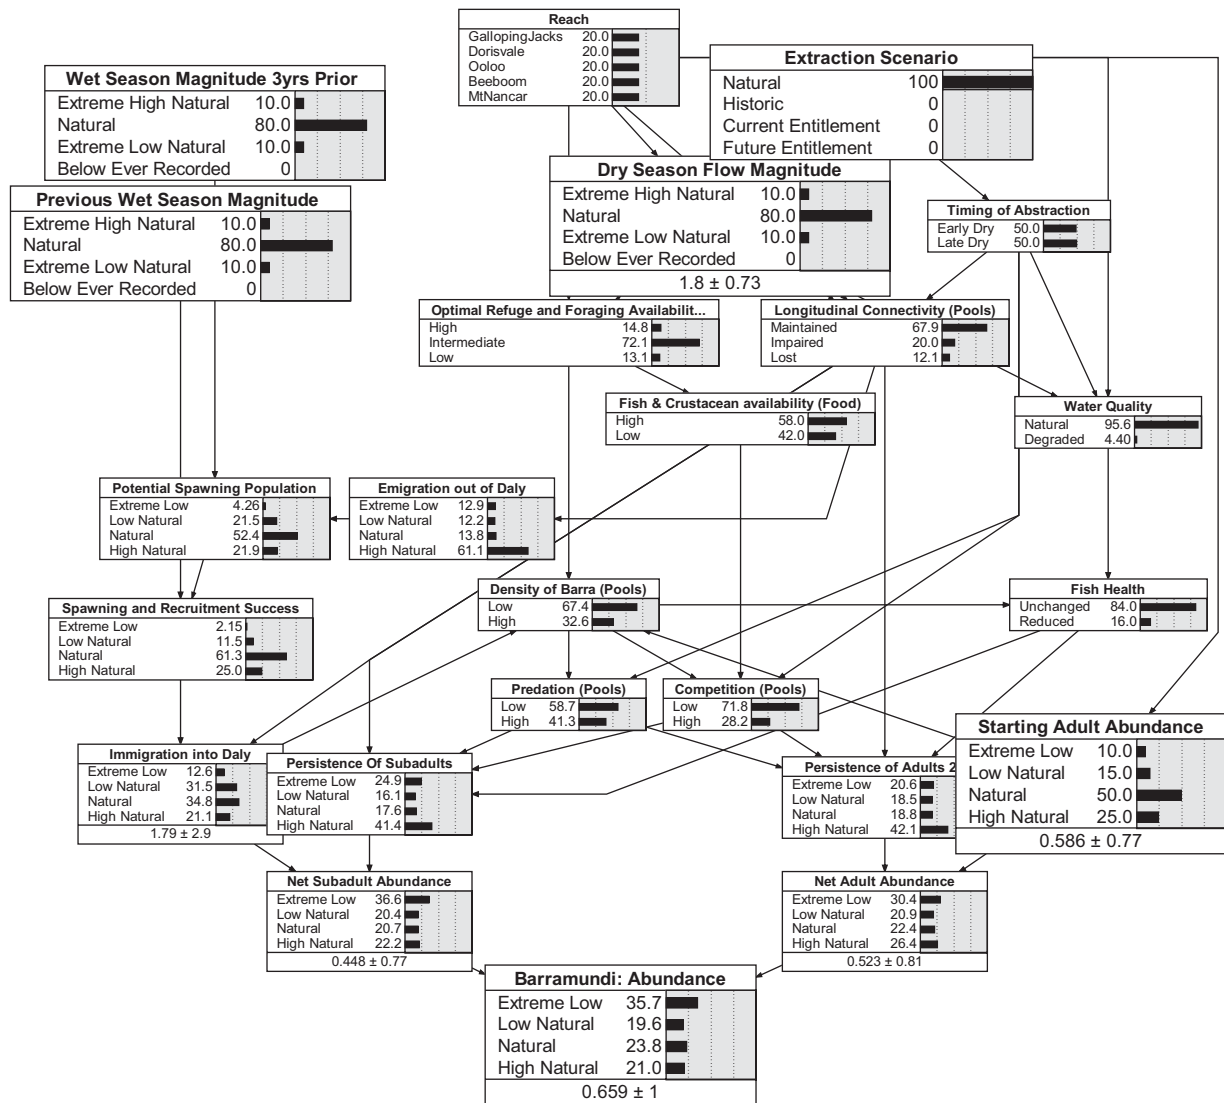 Reach
GallopingJacks 20.0
Dorisvale 20.0
Ooloo 20.0
Beeboom 20.0
MtNancar 20.0
Extraction Scenario
Natural 100
Historic 0
Current Entitlement 0
Future Entitlement 0
Wet Season Magnitude 3yrs Prior
Extreme High Natural 10.0
Natural 80.0
Extreme Low Natural 10.0
Below Ever Recorded 0
Dry Season Flow Magnitude
Extreme High Natural 10.0
Natural 80.0
Extreme Low Natural 10.0
Below Ever Recorded 0
1.8 ± 0.73
Previous Wet Season Magnitude
Extreme High Natural 10.0
Natural 80.0
Extreme Low Natural 10.0
Below Ever Recorded 0
Timing of Abstraction
Early Dry 50.0
Late Dry 50.0
Optimal Refuge and Foraging Availabilit...
High 14.8
Intermediate 72.1
Low 13.1
Longitudinal Connectivity (Pools)
Maintained 67.9
Impaired 20.0
Lost 12.1
Fish & Crustacean availability (Food)
High 58.0
Low 42.0
Water Quality
Natural 95.6
Degraded 4.40
Potential Spawning Population
Extreme Low 4.26
Low Natural 21.5
Natural 52.4
High Natural 21.9
Emigration out of Daly
Extreme Low 12.9
Low Natural 12.2
Natural 13.8
High Natural 61.1
Density of Barra (Pools)
Low 67.4
High 32.6
Fish Health
Unchanged 84.0
Reduced 16.0
Spawning and Recruitment Success
Extreme Low 2.15
Low Natural 11.5
Natural 61.3
High Natural 25.0
Predation (Pools)
Low 58.7
High 41.3
Competition (Pools)
Low 71.8
High 28.2
Starting Adult Abundance
Extreme Low 10.0
Low Natural 15.0
Natural 50.0
High Natural 25.0
0.586 ± 0.77
Immigration into Daly
Extreme Low 12.6
Low Natural 31.5
Natural 34.8
High Natural 21.1
1.79 ± 2.9
Persistence Of Subadults
Extreme Low 24.9
Low Natural 16.1
Natural 17.6
High Natural 41.4
Persistence of Adults 2
Extreme Low 20.6
Low Natural 18.5
Natural 18.8
High Natural 42.1
Net Subadult Abundance
Extreme Low 36.6
Low Natural 20.4
Natural 20.7
High Natural 22.2
0.448 ± 0.77
Net Adult Abundance
Extreme Low 30.4
Low Natural 20.9
Natural 22.4
High Natural 26.4
0.523 ± 0.81
Barramundi: Abundance
Extreme Low 35.7
Low Natural 19.6
Natural 23.8
High Natural 21.0
0.659 ± 1